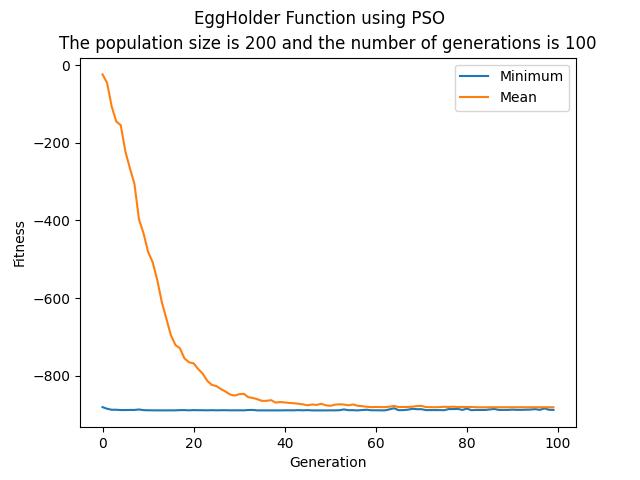 EggHolder Function using PSO
The population size is 200 and the number of generations is 100
Minimum
Mean
0
−200
−400
−600
−800
Fitness
0 20 40 60 80 100
Generation